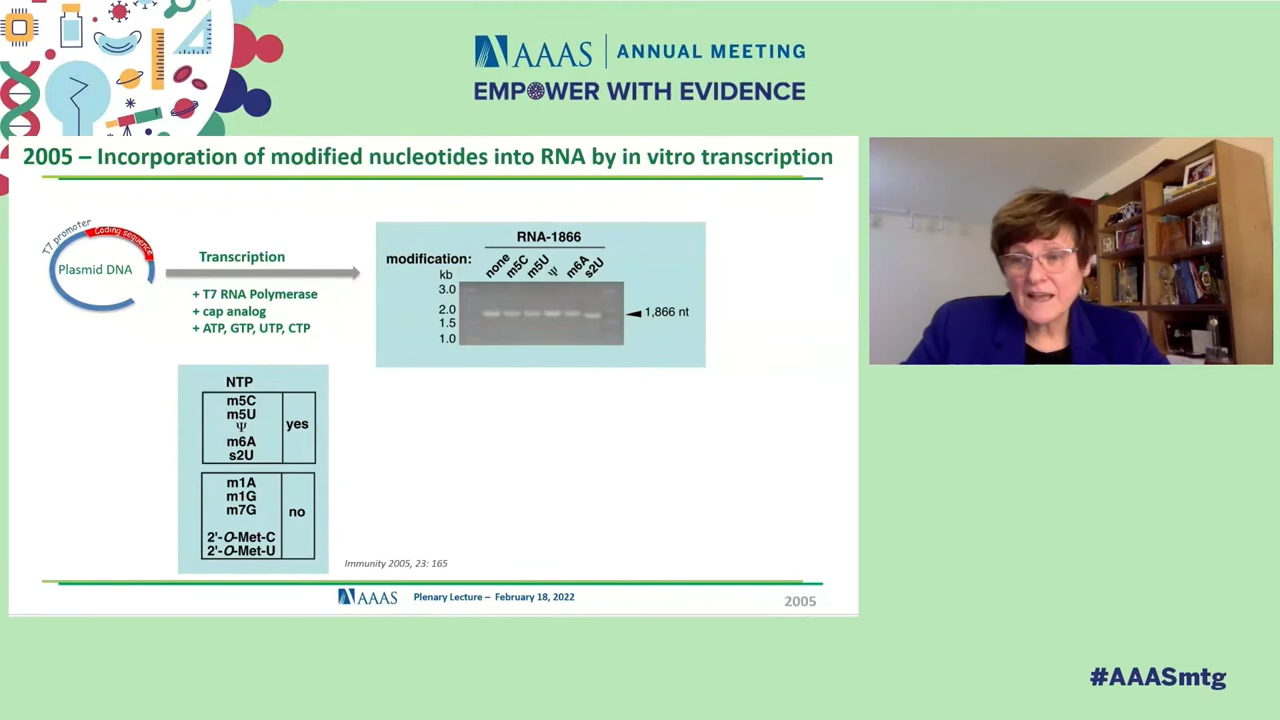 AAAS | ANNUAL MEETING
EMPOWER WITH EVIDENCE
2005 – Incorporation of modified nucleotides into RNA by in vitro transcription
T7 promoter
Coding sequence
Plasmid DNA
Transcription
+ T7 RNA Polymerase
+ cap analog
+ ATP, GTP, UTP, CTP
RNA-1866
modification: none m5C m5U Ψ m6A s2U
kb
3.0
2.0
1.5
1.0
1,866 nt
NTP
m5C
m5U
Ψ
m6A
s2U
yes
m1A
m1G
m7G
2'-O-Met-C
2'-O-Met-U
no
Immunity 2005, 23: 165
AAAS Plenary Lecture – February 18, 2022
2005
#AAASmtg